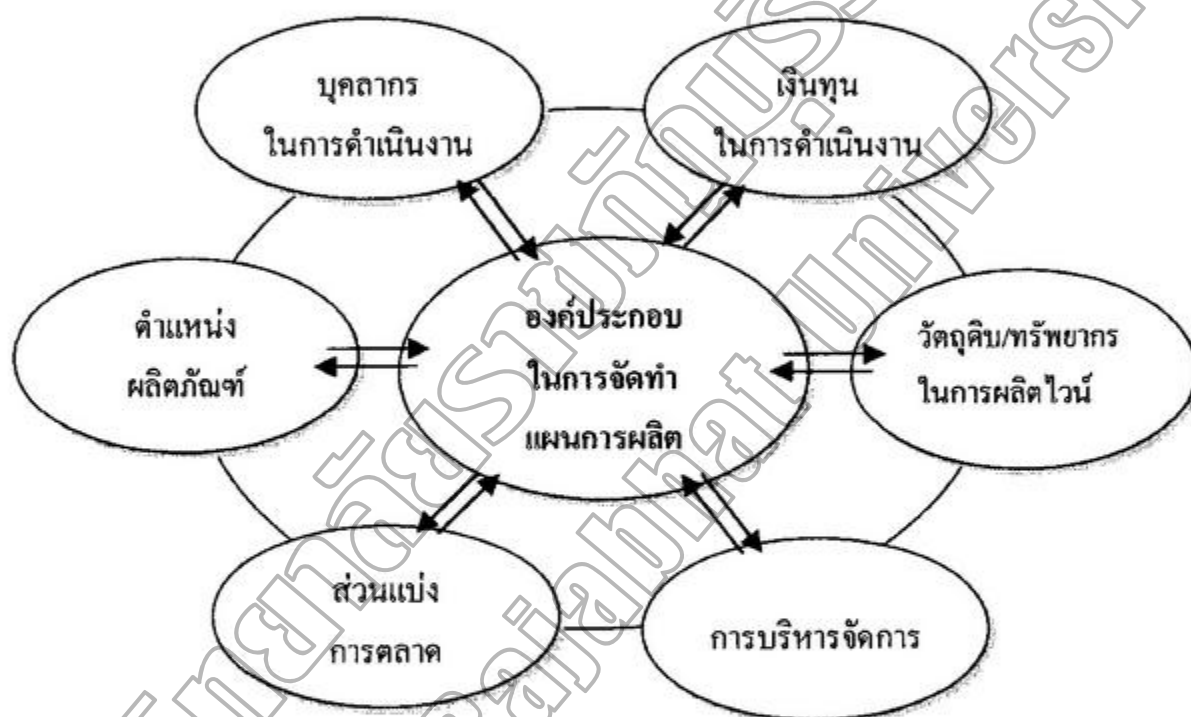 บุคลากร
ในการดำเนินงาน
เงินทุน
ในการดำเนินงาน
ตำแหน่ง
ผลิตภัณฑ์
องค์ประกอบ
ในการจัดทำ
แผนการผลิต
วัตถุดิบ/ทรัพยากร
ในการผลิตไวน์
ส่วนแบ่ง
การตลาด
การบริหารจัดการ